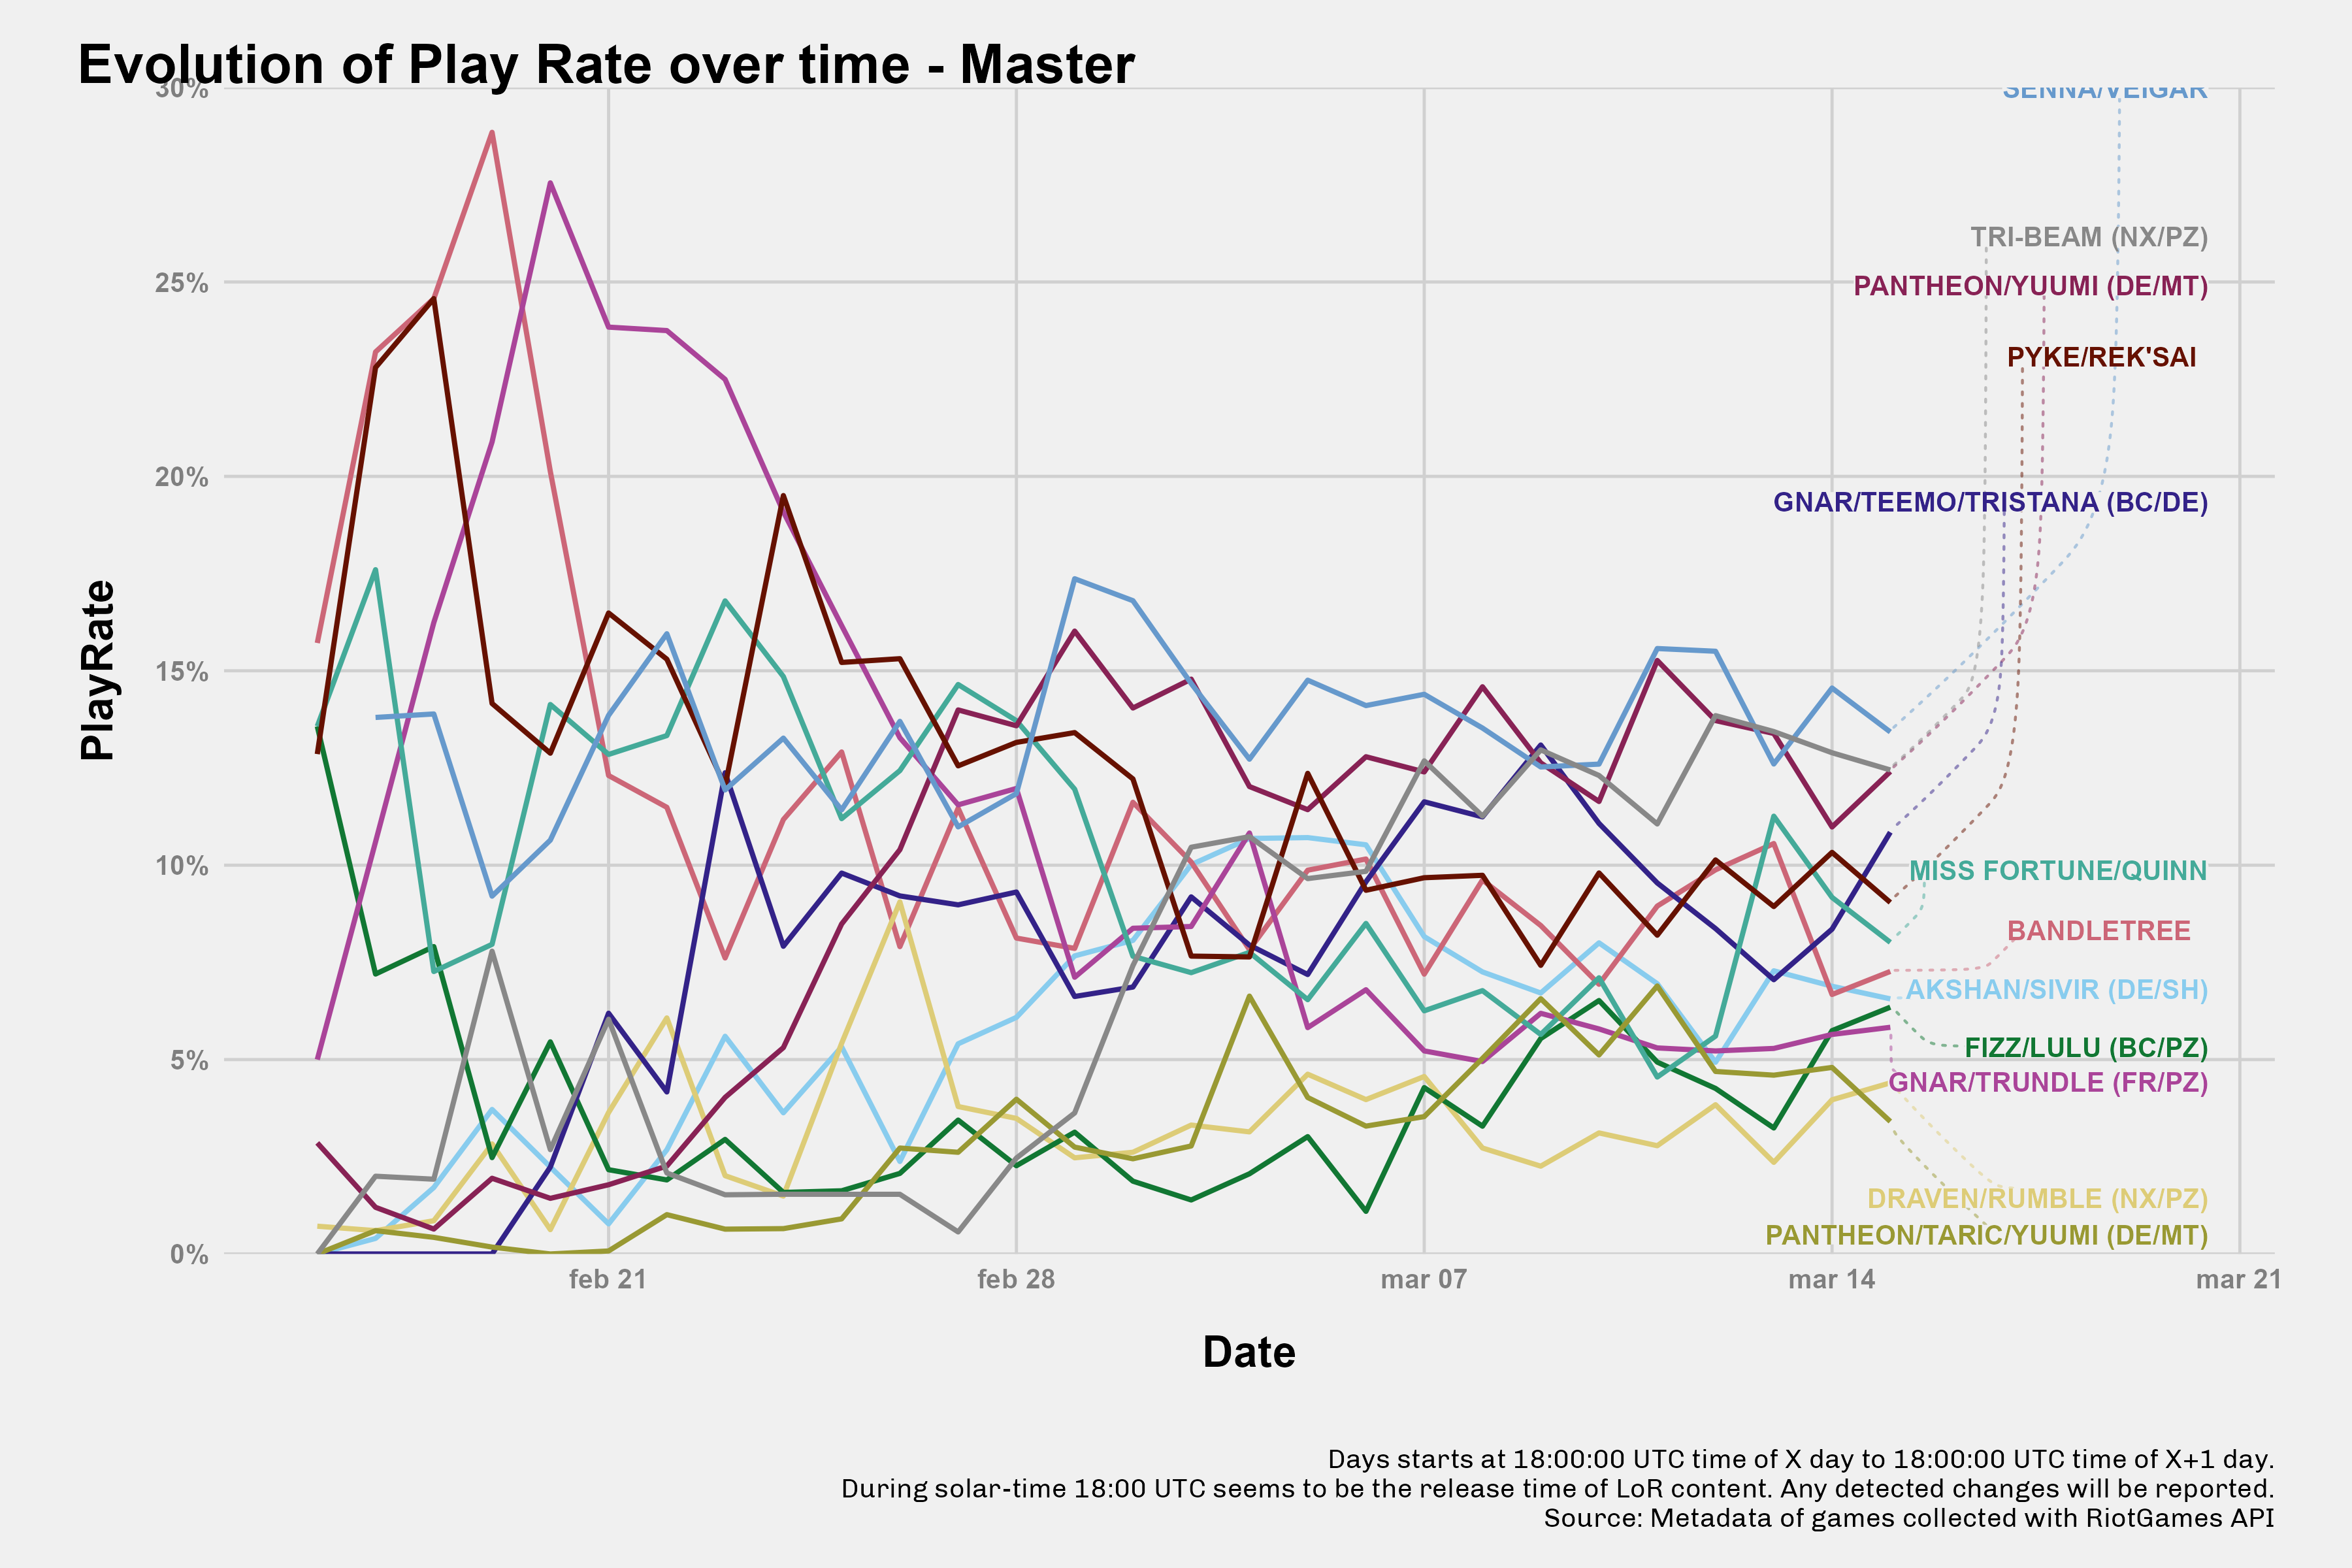 Evolution of Play Rate over time - Master
30%
25%
20%
15%
10%
5%
0%
PlayRate
SENNA/VEIGAR
TRI-BEAM (NX/PZ)
PANTHEON/YUUMI (DE/MT)
PYKE/REK'SAI
GNAR/TEEMO/TRISTANA (BC/DE)
MISS FORTUNE/QUINN
BANDLETREE
AKSHAN/SIVIR (DE/SH)
FIZZ/LULU (BC/PZ)
GNAR/TRUNDLE (FR/PZ)
DRAVEN/RUMBLE (NX/PZ)
PANTHEON/TARIC/YUUMI (DE/MT)
feb 21
feb 28
mar 07
mar 14
mar 21
Date
Days starts at 18:00:00 UTC time of X day to 18:00:00 UTC time of X+1 day.
During solar-time 18:00 UTC seems to be the release time of LoR content. Any detected changes will be reported.
Source: Metadata of games collected with RiotGames API